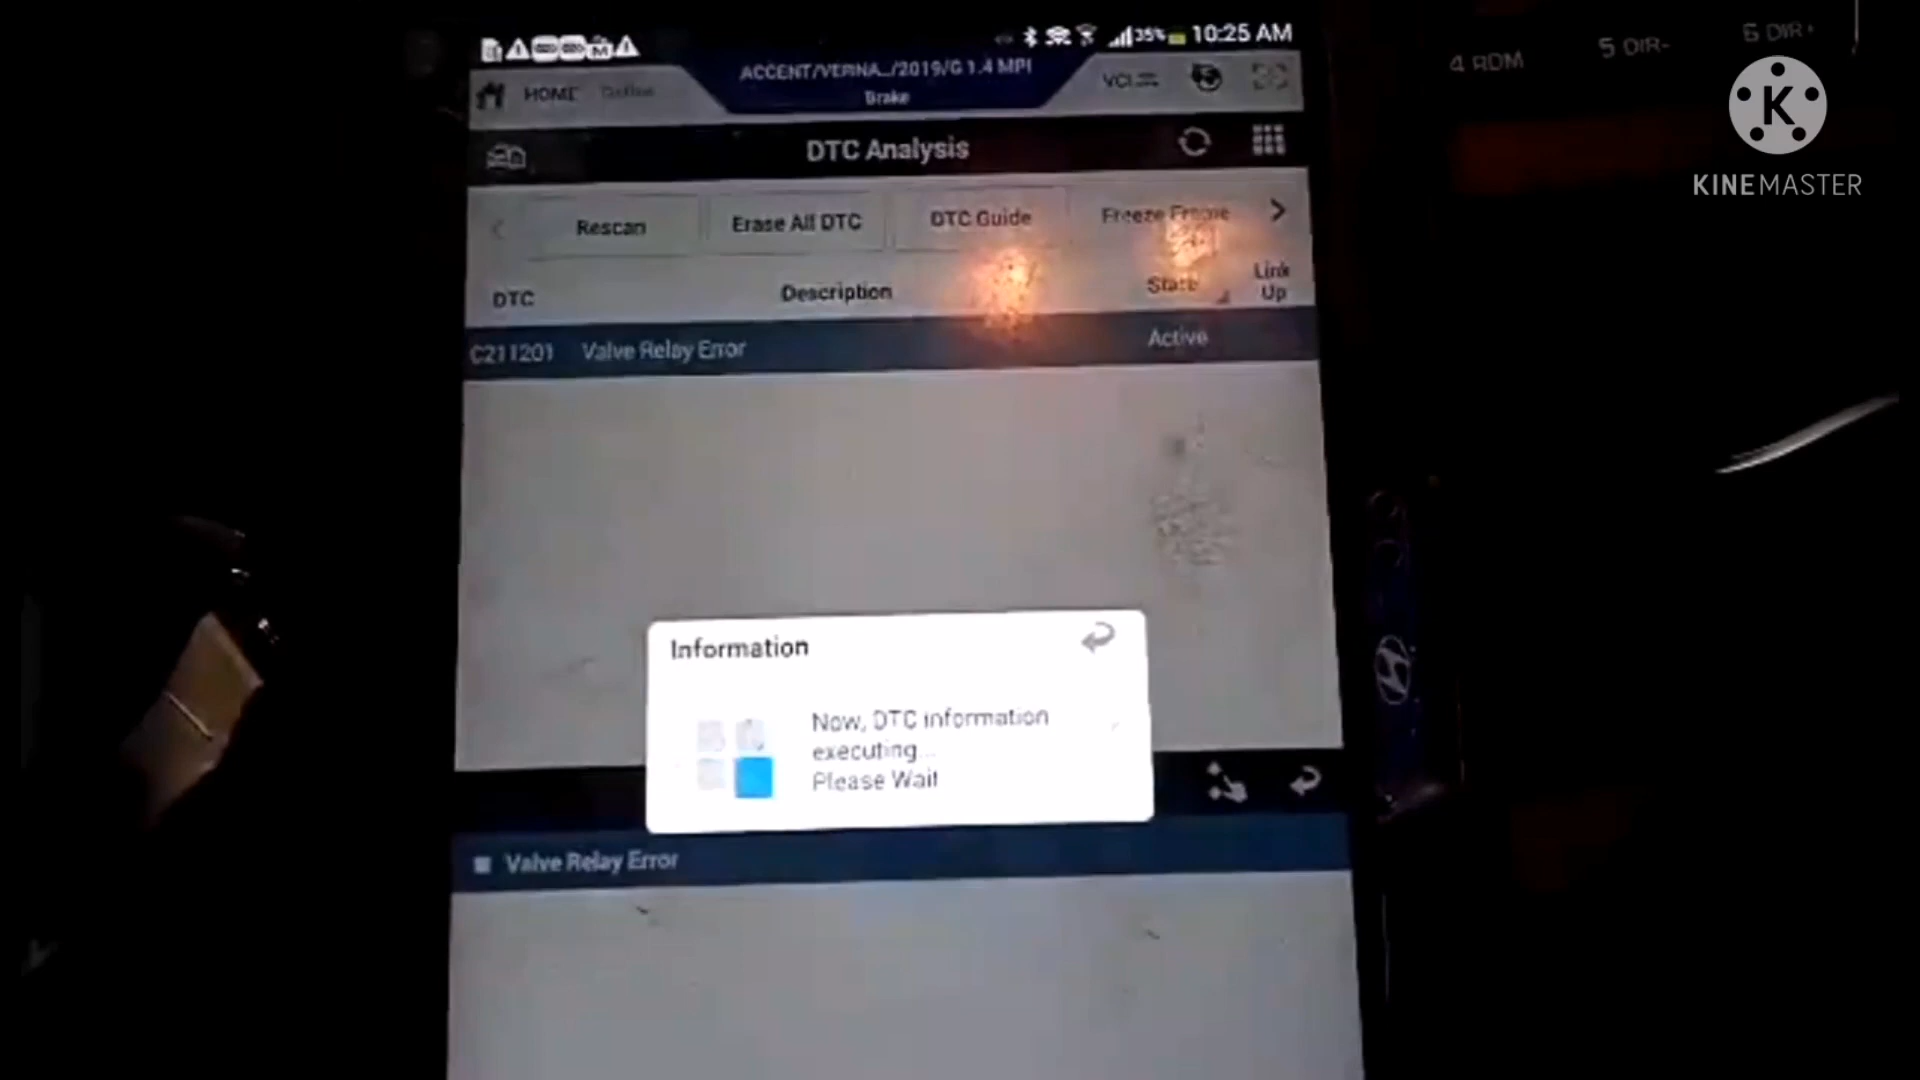 35% 10:25 AM
4 RDM 5 DIR- 6 DIR+
K
KINEMASTER
HOME ACCENT/VERNA.../2019/G 1.4 MPI VCI
Brake
DTC Analysis
Rescan Erase All DTC DTC Guide Freeze Frame
DTC Description State Link Up
C211201 Valve Relay Error Active
Information
Now, DTC information
executing...
Please Wait
Valve Relay Error